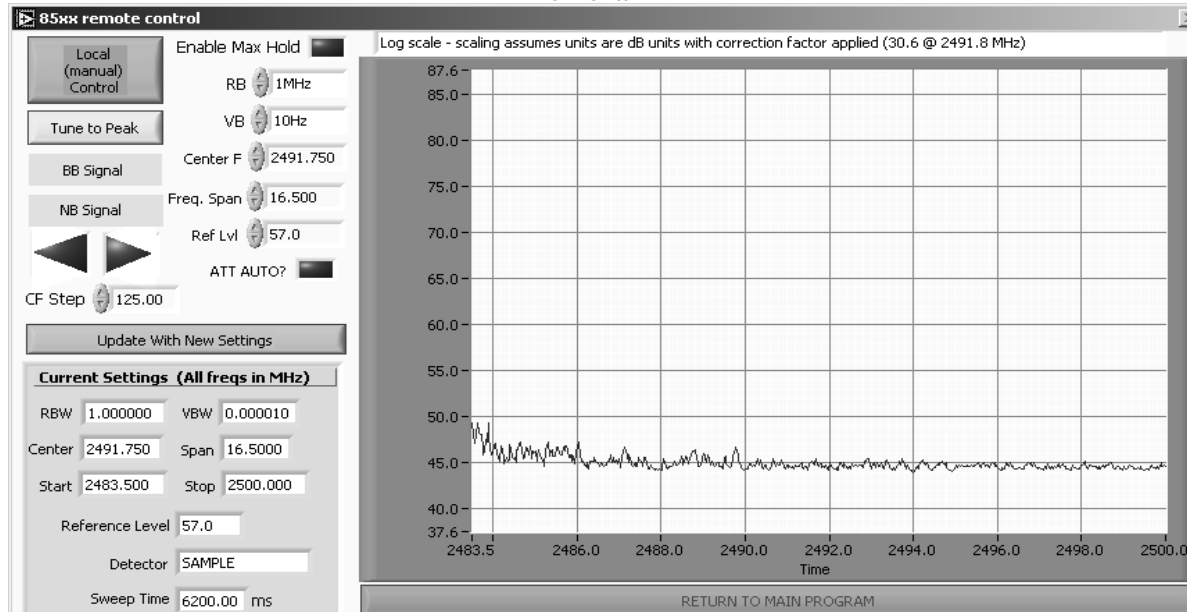 85xx remote control
Local
(manual)
Control
Enable Max Hold
RB 1MHz
Tune to Peak
VB 10Hz
BB Signal
Center F 2491.750
NB Signal
Freq. Span 16.500
Ref Lvl 57.0
ATT AUTO?
CF Step 125.00
Update With New Settings
Current Settings (All freqs in MHz)
RBW 1.000000 VBW 0.000010
Center 2491.750 Span 16.5000
Start 2483.500 Stop 2500.000
Reference Level 57.0
Detector SAMPLE
Sweep Time 6200.00 ms
Log scale - scaling assumes units are dB units with correction factor applied (30.6 @ 2491.8 MHz)
87.6
85.0
80.0
75.0
70.0
65.0
60.0
55.0
50.0
45.0
40.0
37.6
2483.5 2486.0 2488.0 2490.0 2492.0 2494.0 2496.0 2498.0 2500.0
Time
RETURN TO MAIN PROGRAM